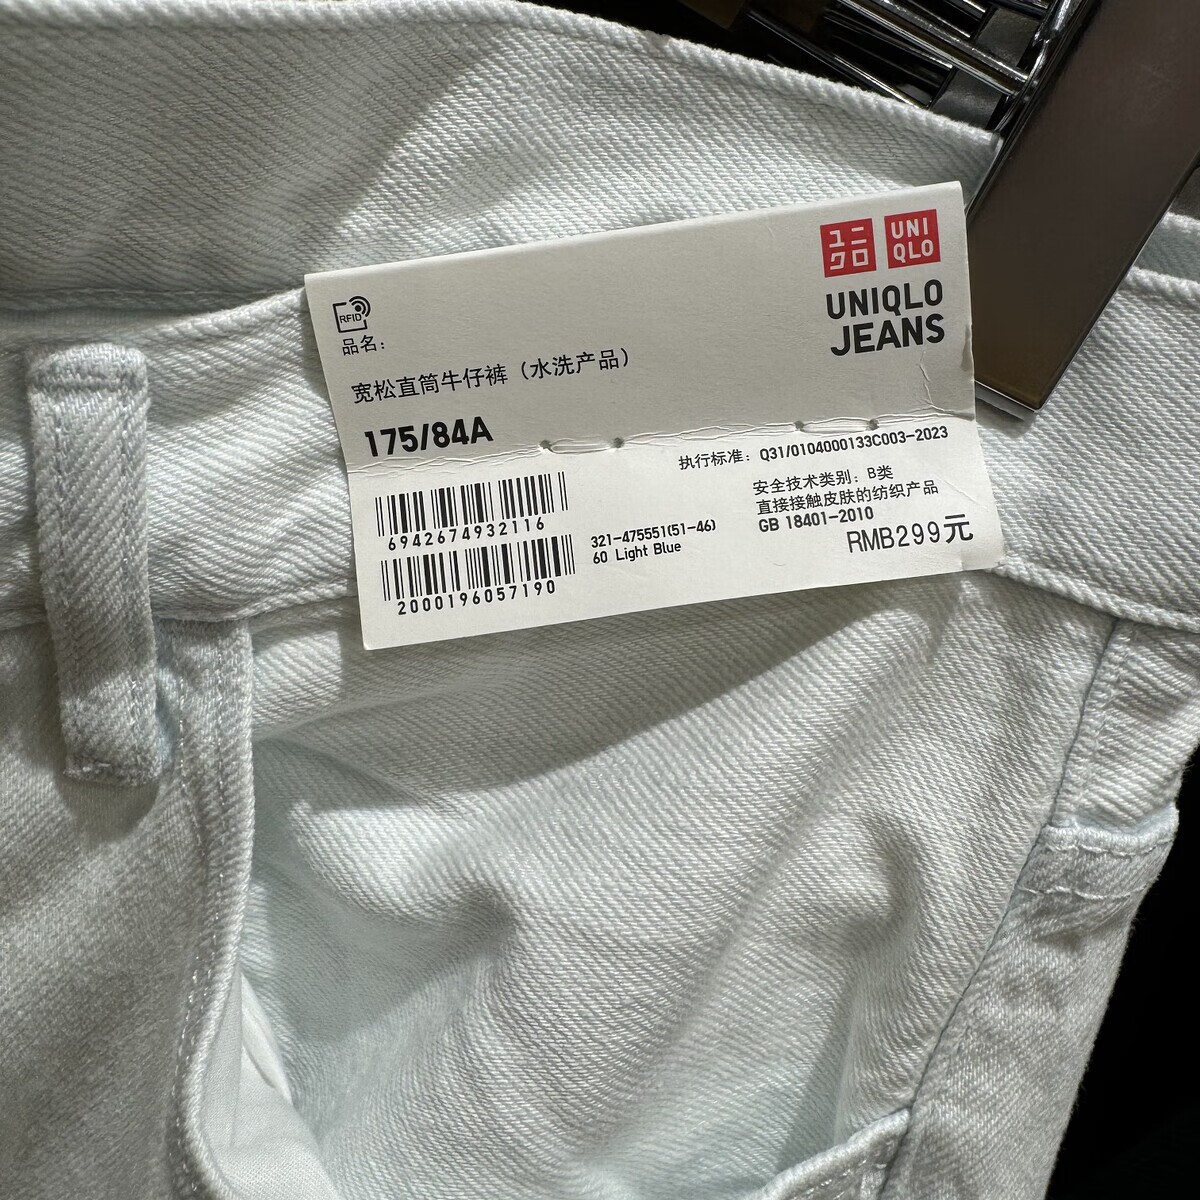 ユニ
クロ
UNI
QLO
UNIQLO
JEANS
RFID
品名：
宽松直筒牛仔裤（水洗产品）
175/84A
执行标准：Q31/0104000133C003-2023
安全技术类别：B类
直接接触皮肤的纺织产品
GB 18401-2010
RMB299元
6942674932116
321-475551(51-46)
60 Light Blue
2000196057190